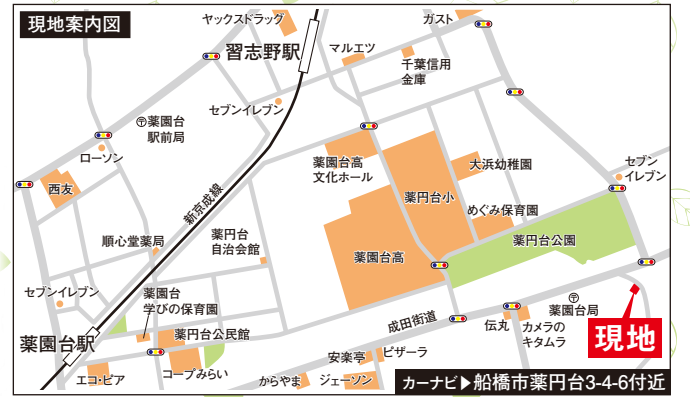 現地案内図
ヤックスドラッグ
ガスト
習志野駅
マルエツ
千葉信用
金庫
セブンイレブン
〒薬園台
駅前局
ローソン
薬園台高
文化ホール
大浜幼稚園
セブン
イレブン
西友
新京成線
薬円台小
めぐみ保育園
順心堂薬局
薬円台
自治会館
薬円台公園
薬園台高
セブンイレブン
薬園台
学びの保育園
〒
薬園台局
成田街道
伝丸
カメラの
キタムラ
現地
薬園台駅
薬円台公民館
安楽亭
ピザーラ
エコ・ピア
コープみらい
からやま
ジェーソン
カーナビ▶船橋市薬円台3-4-6付近